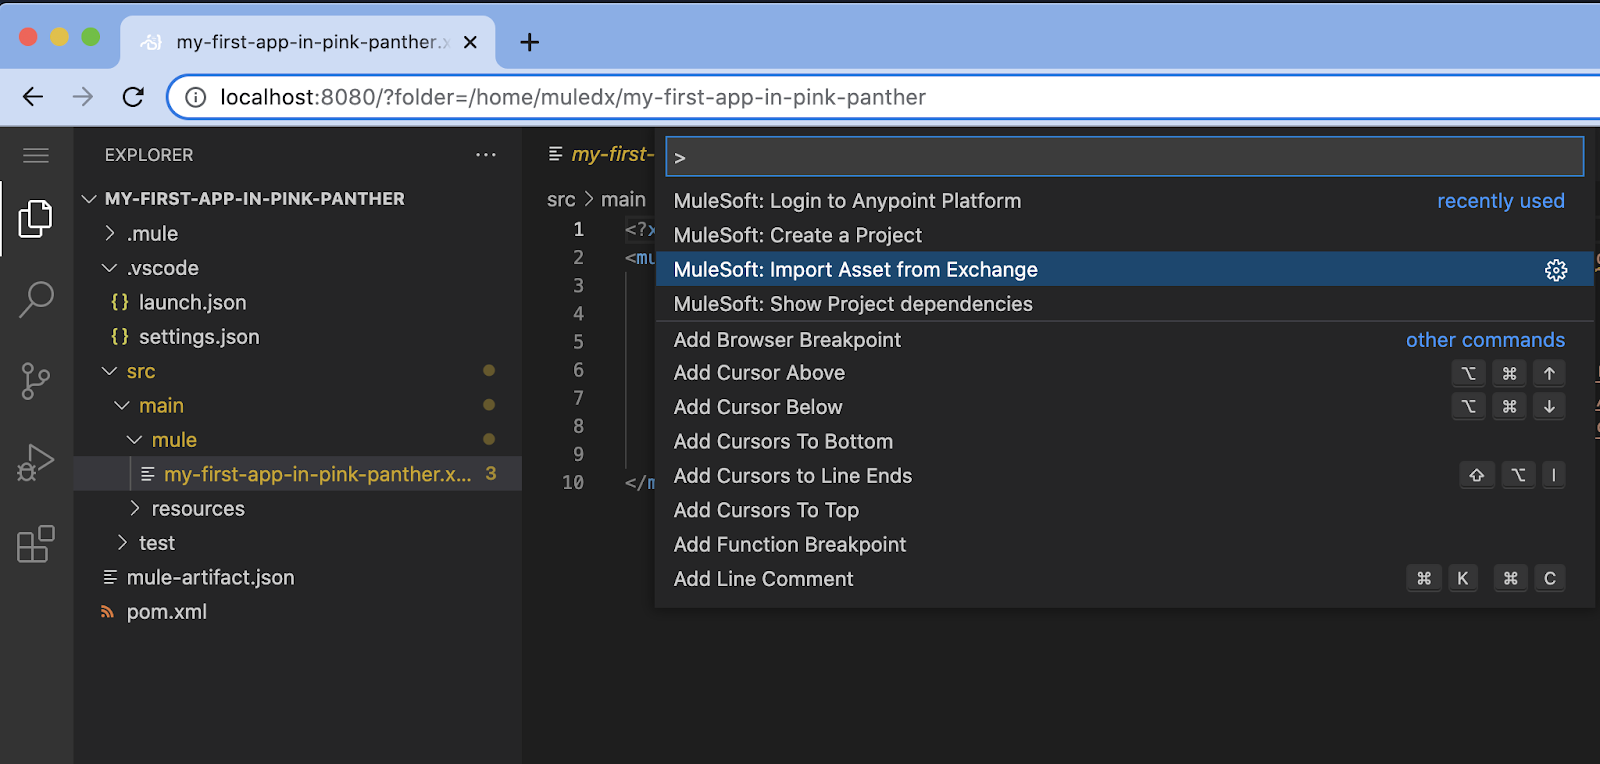 my-first-app-in-pink-panther.x
localhost:8080/?folder=/home/muledx/my-first-app-in-pink-panther
EXPLORER
MY-FIRST-APP-IN-PINK-PANTHER
.mule
.vscode
{} launch.json
{} settings.json
src
main
mule
my-first-app-in-pink-panther.x... 3
resources
test
mule-artifact.json
pom.xml
my-first-
src > main
1 <?x
2 <mu
3
4
5
6
7
8
9
10 </m
>
MuleSoft: Login to Anypoint Platform recently used
MuleSoft: Create a Project
MuleSoft: Import Asset from Exchange
MuleSoft: Show Project dependencies
Add Browser Breakpoint other commands
Add Cursor Above ⌥ ⌘ ↑
Add Cursor Below ⌥ ⌘ ↓
Add Cursors To Bottom
Add Cursors to Line Ends ⇧ ⌥ I
Add Cursors To Top
Add Function Breakpoint
Add Line Comment ⌘ K ⌘ C